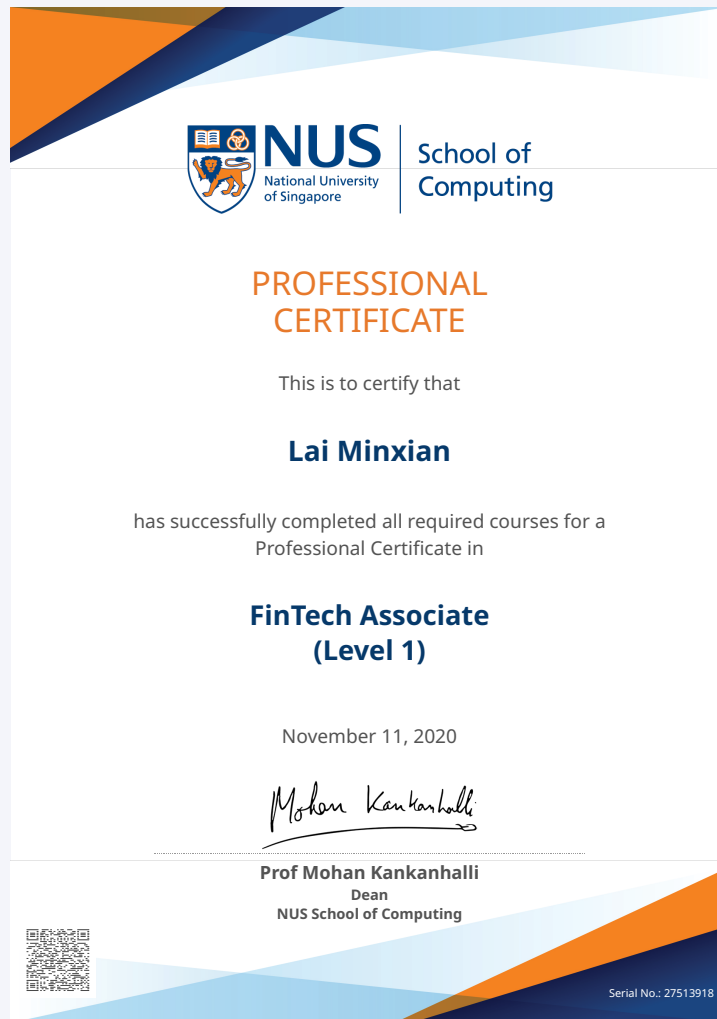 NUS
National University
of Singapore
School of
Computing
PROFESSIONAL
CERTIFICATE
This is to certify that
Lai Minxian
has successfully completed all required courses for a
Professional Certificate in
FinTech Associate
(Level 1)
November 11, 2020
Mohan Kankanhalli
Prof Mohan Kankanhalli
Dean
NUS School of Computing
Serial No.: 27513918